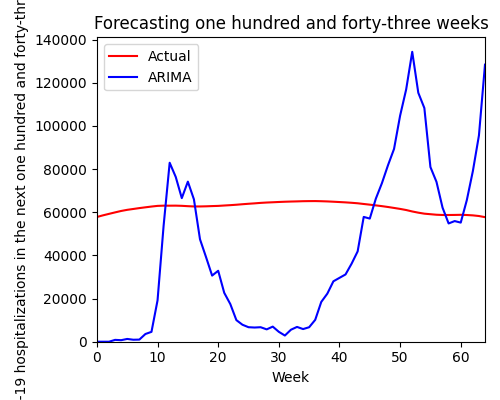 Forecasting one hundred and forty-three weeks
-19 hospitalizations in the next one hundred and forty-thr
140000
120000
100000
80000
60000
40000
20000
0
Actual
ARIMA
0 10 20 30 40 50 60
Week